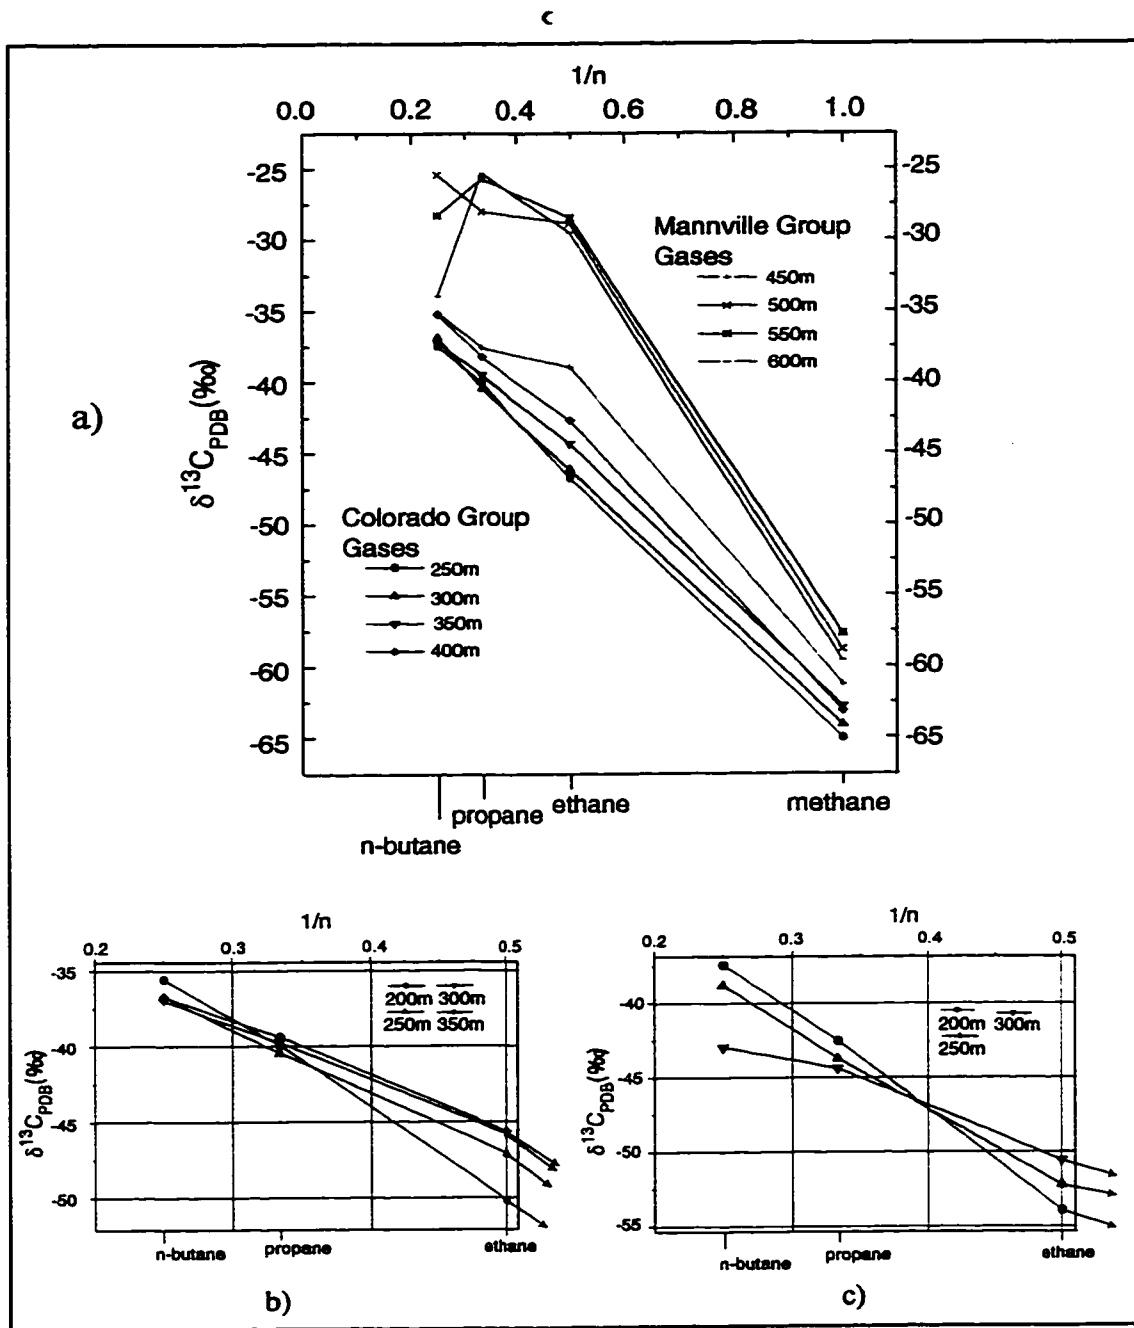 c
1/n
0.0 0.2 0.4 0.6 0.8 1.0
-25 -25
-30 -30
-35 -35
-40 -40
-45 -45
-50 -50
-55 -55
-60 -60
-65 -65
δ¹³C_PDB(‰)
a)
Mannville Group
Gases
450m
500m
550m
600m
Colorado Group
Gases
250m
300m
350m
400m
n-butane propane ethane methane
1/n
0.2 0.3 0.4 0.5
-35
-40
-45
-50
δ¹³C_PDB(‰)
200m 300m
250m 350m
n-butane propane ethane
b)
1/n
0.2 0.3 0.4 0.5
-40
-45
-50
-55
δ¹³C_PDB(‰)
200m 300m
250m
n-butane propane ethane
c)